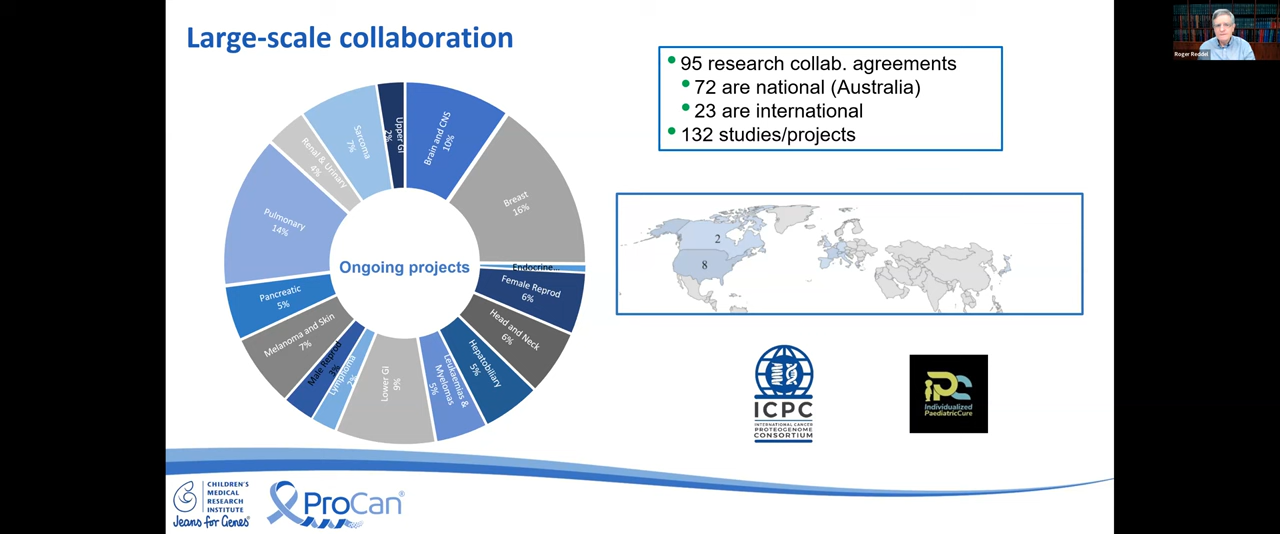 Large-scale collaboration
Roger Reddel
95 research collab. agreements
72 are national (Australia)
23 are international
132 studies/projects
Brain and CNS
10%
Breast
16%
Endocrine...
Female Reprod
6%
Head and Neck
6%
Hepatobiliary
5%
Leukaemias &
Myelomas
5%
Lower GI
9%
Lymphoma
2%
Male Reprod
3%
Melanoma and Skin
7%
Pancreatic
5%
Pulmonary
14%
Renal & Urinary
4%
Sarcoma
7%
Upper GI
2%
Ongoing projects
2
8
ICPC
INTERNATIONAL CANCER
PROTEOGENOME
CONSORTIUM
iPC
Individualized
PaediatricCure
CHILDREN'S
MEDICAL
RESEARCH
INSTITUTE
Jeans for Genes®
ProCan®